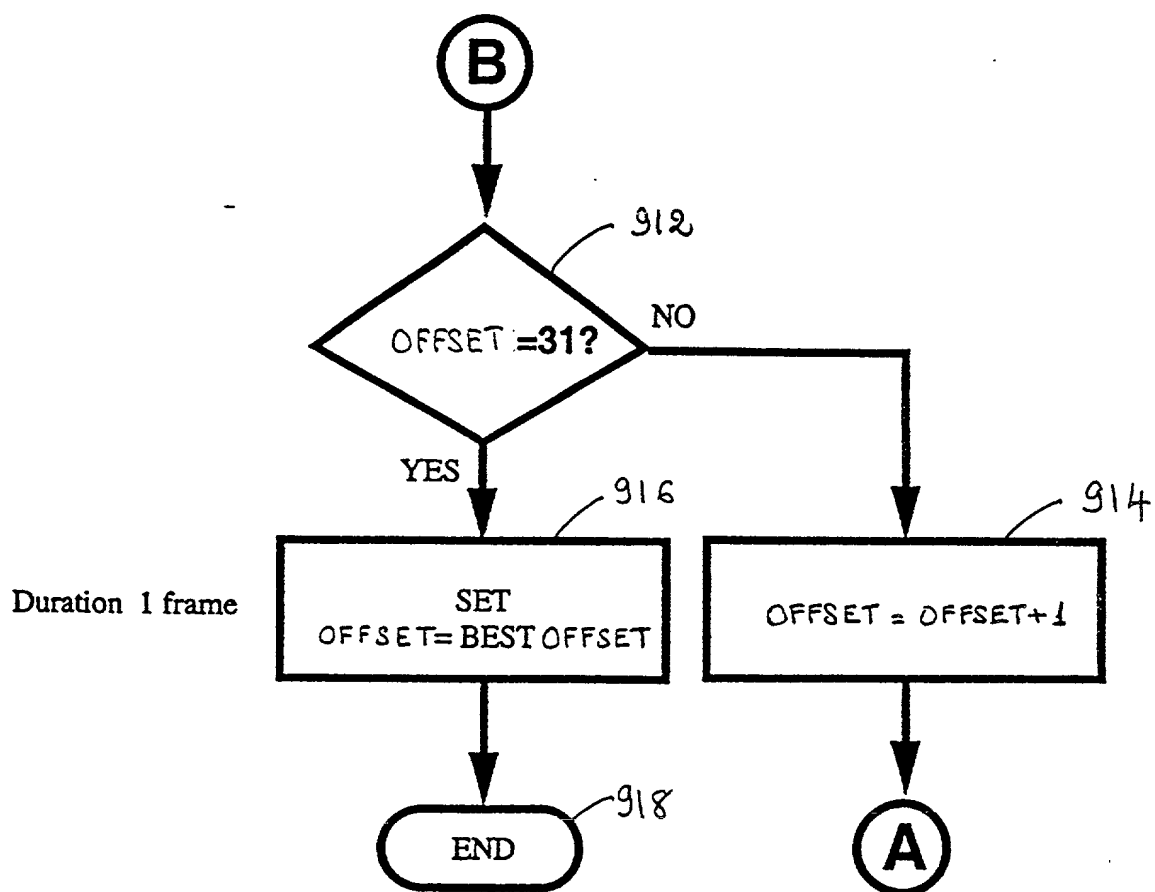 B
912
OFFSET =31?
NO
YES
916
914
Duration 1 frame
SET
OFFSET= BEST OFFSET
OFFSET = OFFSET+1
918
END
A